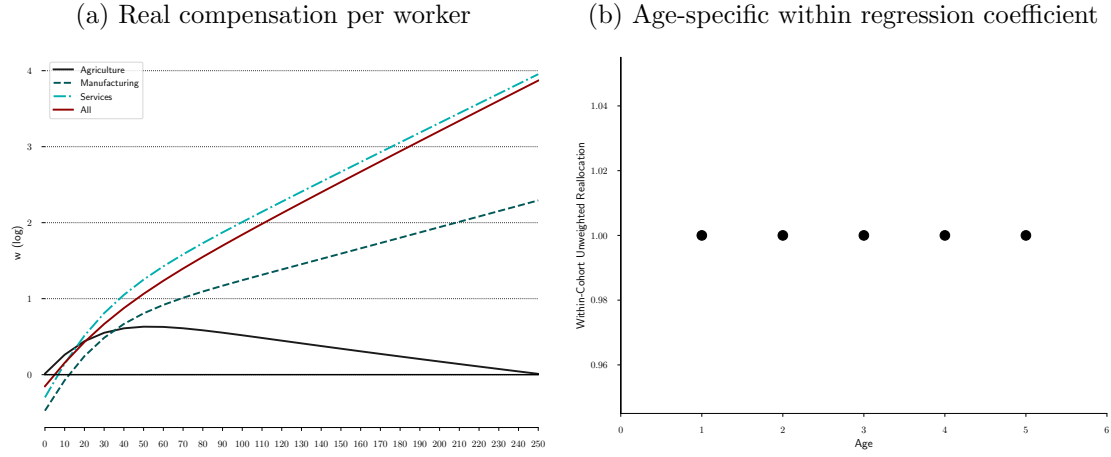 (a) Real compensation per worker
Agriculture
Manufacturing
Services
All
4
3
2
1
0
w (log)
0 10 20 30 40 50 60 70 80 90 100 110 120 130 140 150 160 170 180 190 200 210 220 230 240 250
(b) Age-specific within regression coefficient
1.04
1.02
1.00
0.98
0.96
Within-Cohort Unweighted Reallocation
0 1 2 3 4 5 6
Age